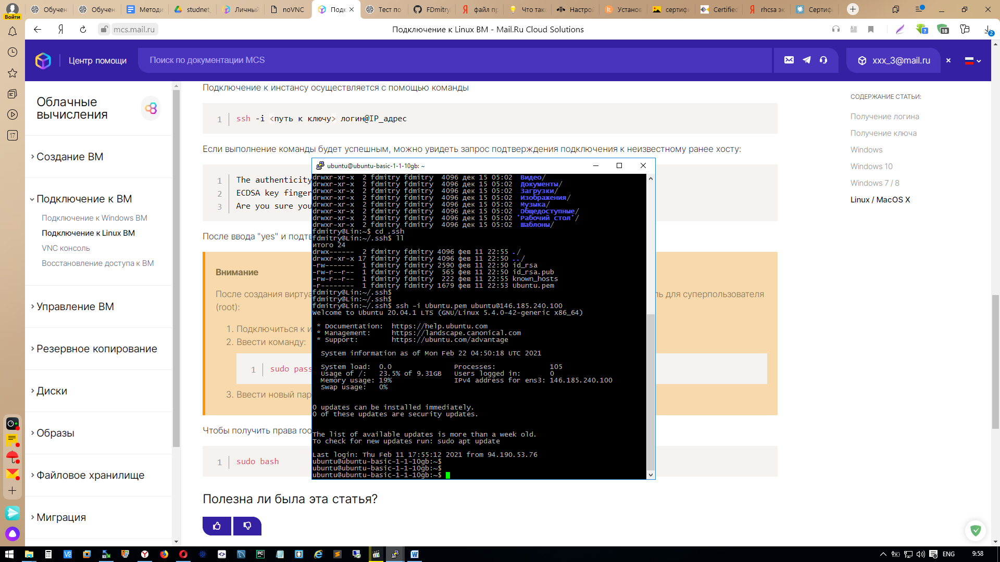 Обучен
Обучен
Методи
studnet_
Личный
noVNC
Подк
Тест по
FDmitry
файл пр
Что так
Настрой
Установ
сертифи
Certified
rhcsa эк
Сертиф
Войти
mcs.mail.ru
Подключение к Linux ВМ - Mail.Ru Cloud Solutions
18
2
17
Центр помощи
Поиск по документации MCS
xxx_3@mail.ru
Облачные
вычисления
Создание ВМ
Подключение к ВМ
Подключение к Windows ВМ
Подключение к Linux ВМ
VNC консоль
Восстановление доступа к ВМ
Управление ВМ
Резервное копирование
Диски
Образы
Файловое хранилище
Миграция
Подключение к инстансу осуществляется с помощью команды
1 ssh -i <путь к ключу> логин@IP_адрес
Если выполнение команды будет успешным, можно увидеть запрос подтверждения подключения к неизвестному ранее хосту:
1 The authenticity
2 ECDSA key finger
3 Are you sure you
После ввода "yes" и подтв
Внимание
После создания виртуа
ль для суперпользователя
(root):
1. Подключиться к и
2. Ввести команду:
1 sudo pass
3. Ввести новый пар
Чтобы получить права roo
1 sudo bash
Полезна ли была эта статья?
СОДЕРЖАНИЕ СТАТЬИ:
Получение логина
Получение ключа
Windows
Windows 10
Windows 7 / 8
Linux / MacOS X
ubuntu@ubuntu-basic-1-1-10gb: ~
drwxr-xr-x 2 fdmitry fdmitry 4096 дек 15 05:02 Видео/
drwxr-xr-x 2 fdmitry fdmitry 4096 дек 15 05:02 Документы/
drwxr-xr-x 2 fdmitry fdmitry 4096 дек 15 05:02 Загрузки/
drwxr-xr-x 2 fdmitry fdmitry 4096 дек 15 05:02 Изображения/
drwxr-xr-x 2 fdmitry fdmitry 4096 дек 15 05:02 Музыка/
drwxr-xr-x 2 fdmitry fdmitry 4096 дек 15 05:02 Общедоступные/
drwxr-xr-x 2 fdmitry fdmitry 4096 дек 15 05:02 'Рабочий стол'/
drwxr-xr-x 2 fdmitry fdmitry 4096 дек 15 05:02 Шаблоны/
fdmitry@Lin:~$ cd .ssh
fdmitry@Lin:~/.ssh$ ll
итого 24
drwx------ 2 fdmitry fdmitry 4096 фев 11 22:55 ./
drwxr-xr-x 17 fdmitry fdmitry 4096 фев 11 22:50 ../
-rw------- 1 fdmitry fdmitry 2590 фев 11 22:50 id_rsa
-rw-r--r-- 1 fdmitry fdmitry 565 фев 11 22:50 id_rsa.pub
-rw-r--r-- 1 fdmitry fdmitry 222 фев 11 22:55 known_hosts
-r-------- 1 fdmitry fdmitry 1679 фев 11 22:53 Ubuntu.pem
fdmitry@Lin:~/.ssh$
fdmitry@Lin:~/.ssh$
fdmitry@Lin:~/.ssh$ ssh -i Ubuntu.pem ubuntu@146.185.240.100
Welcome to Ubuntu 20.04.1 LTS (GNU/Linux 5.4.0-42-generic x86_64)
* Documentation: https://help.ubuntu.com
* Management: https://landscape.canonical.com
* Support: https://ubuntu.com/advantage
System information as of Mon Feb 22 04:50:18 UTC 2021
System load: 0.0 Processes: 105
Usage of /: 23.5% of 9.31GB Users logged in: 0
Memory usage: 19% IPv4 address for ens3: 146.185.240.100
Swap usage: 0%
0 updates can be installed immediately.
0 of these updates are security updates.
The list of available updates is more than a week old.
To check for new updates run: sudo apt update
Last login: Thu Feb 11 17:55:12 2021 from 94.190.53.76
ubuntu@ubuntu-basic-1-1-10gb:~$
ubuntu@ubuntu-basic-1-1-10gb:~$
ubuntu@ubuntu-basic-1-1-10gb:~$
ENG
9:58